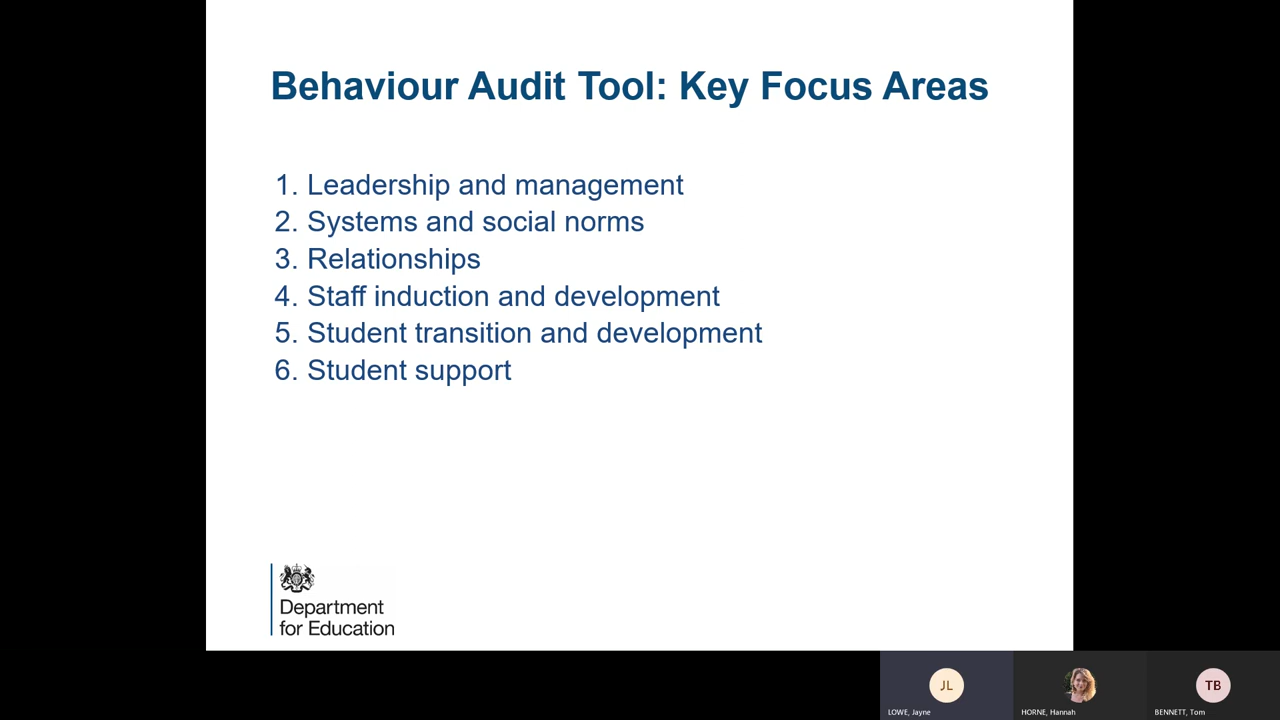 Behaviour Audit Tool: Key Focus Areas
1. Leadership and management
2. Systems and social norms
3. Relationships
4. Staff induction and development
5. Student transition and development
6. Student support
Department
for Education
JL
TB
LOWE, Jayne
HORNE, Hannah
BENNETT, Tom